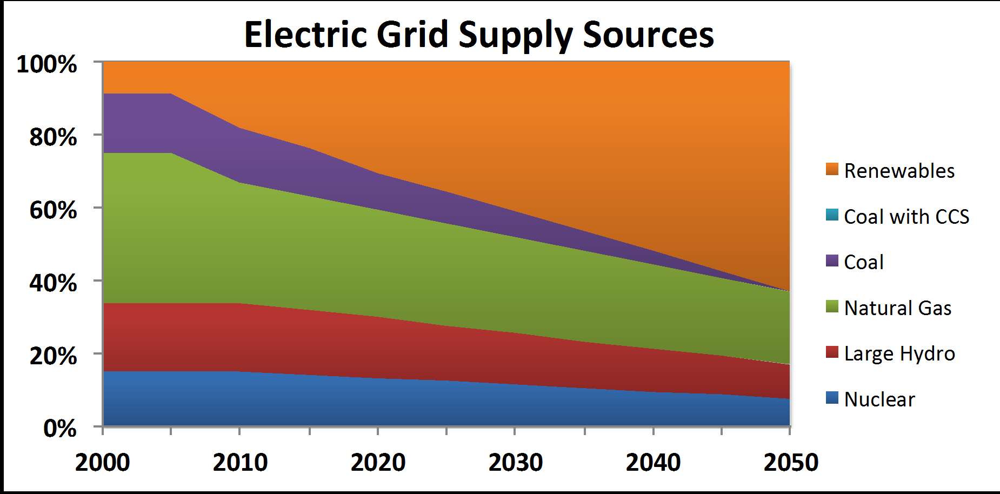 Electric Grid Supply Sources
100%
80%
60%
40%
20%
0%
2000 2010 2020 2030 2040 2050
Renewables
Coal with CCS
Coal
Natural Gas
Large Hydro
Nuclear